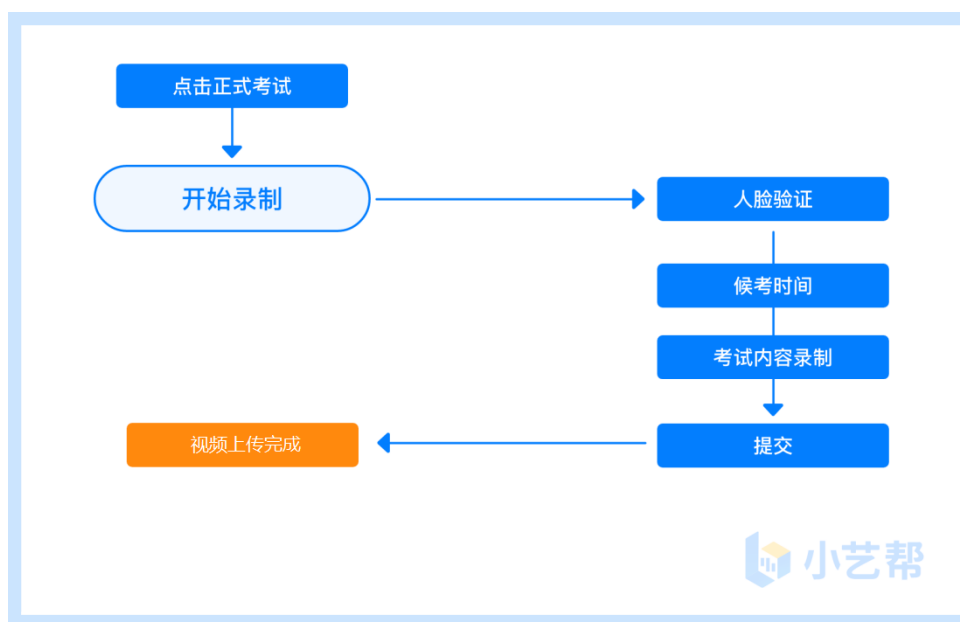 点击正式考试
开始录制
人脸验证
候考时间
考试内容录制
提交
视频上传完成
小艺帮